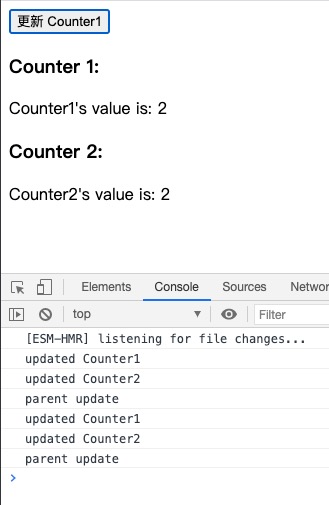 更新 Counter1
Counter 1:
Counter1's value is: 2
Counter 2:
Counter2's value is: 2
Elements Console Sources Networ
top Filter
[ESM-HMR] listening for file changes...
updated Counter1
updated Counter2
parent update
updated Counter1
updated Counter2
parent update